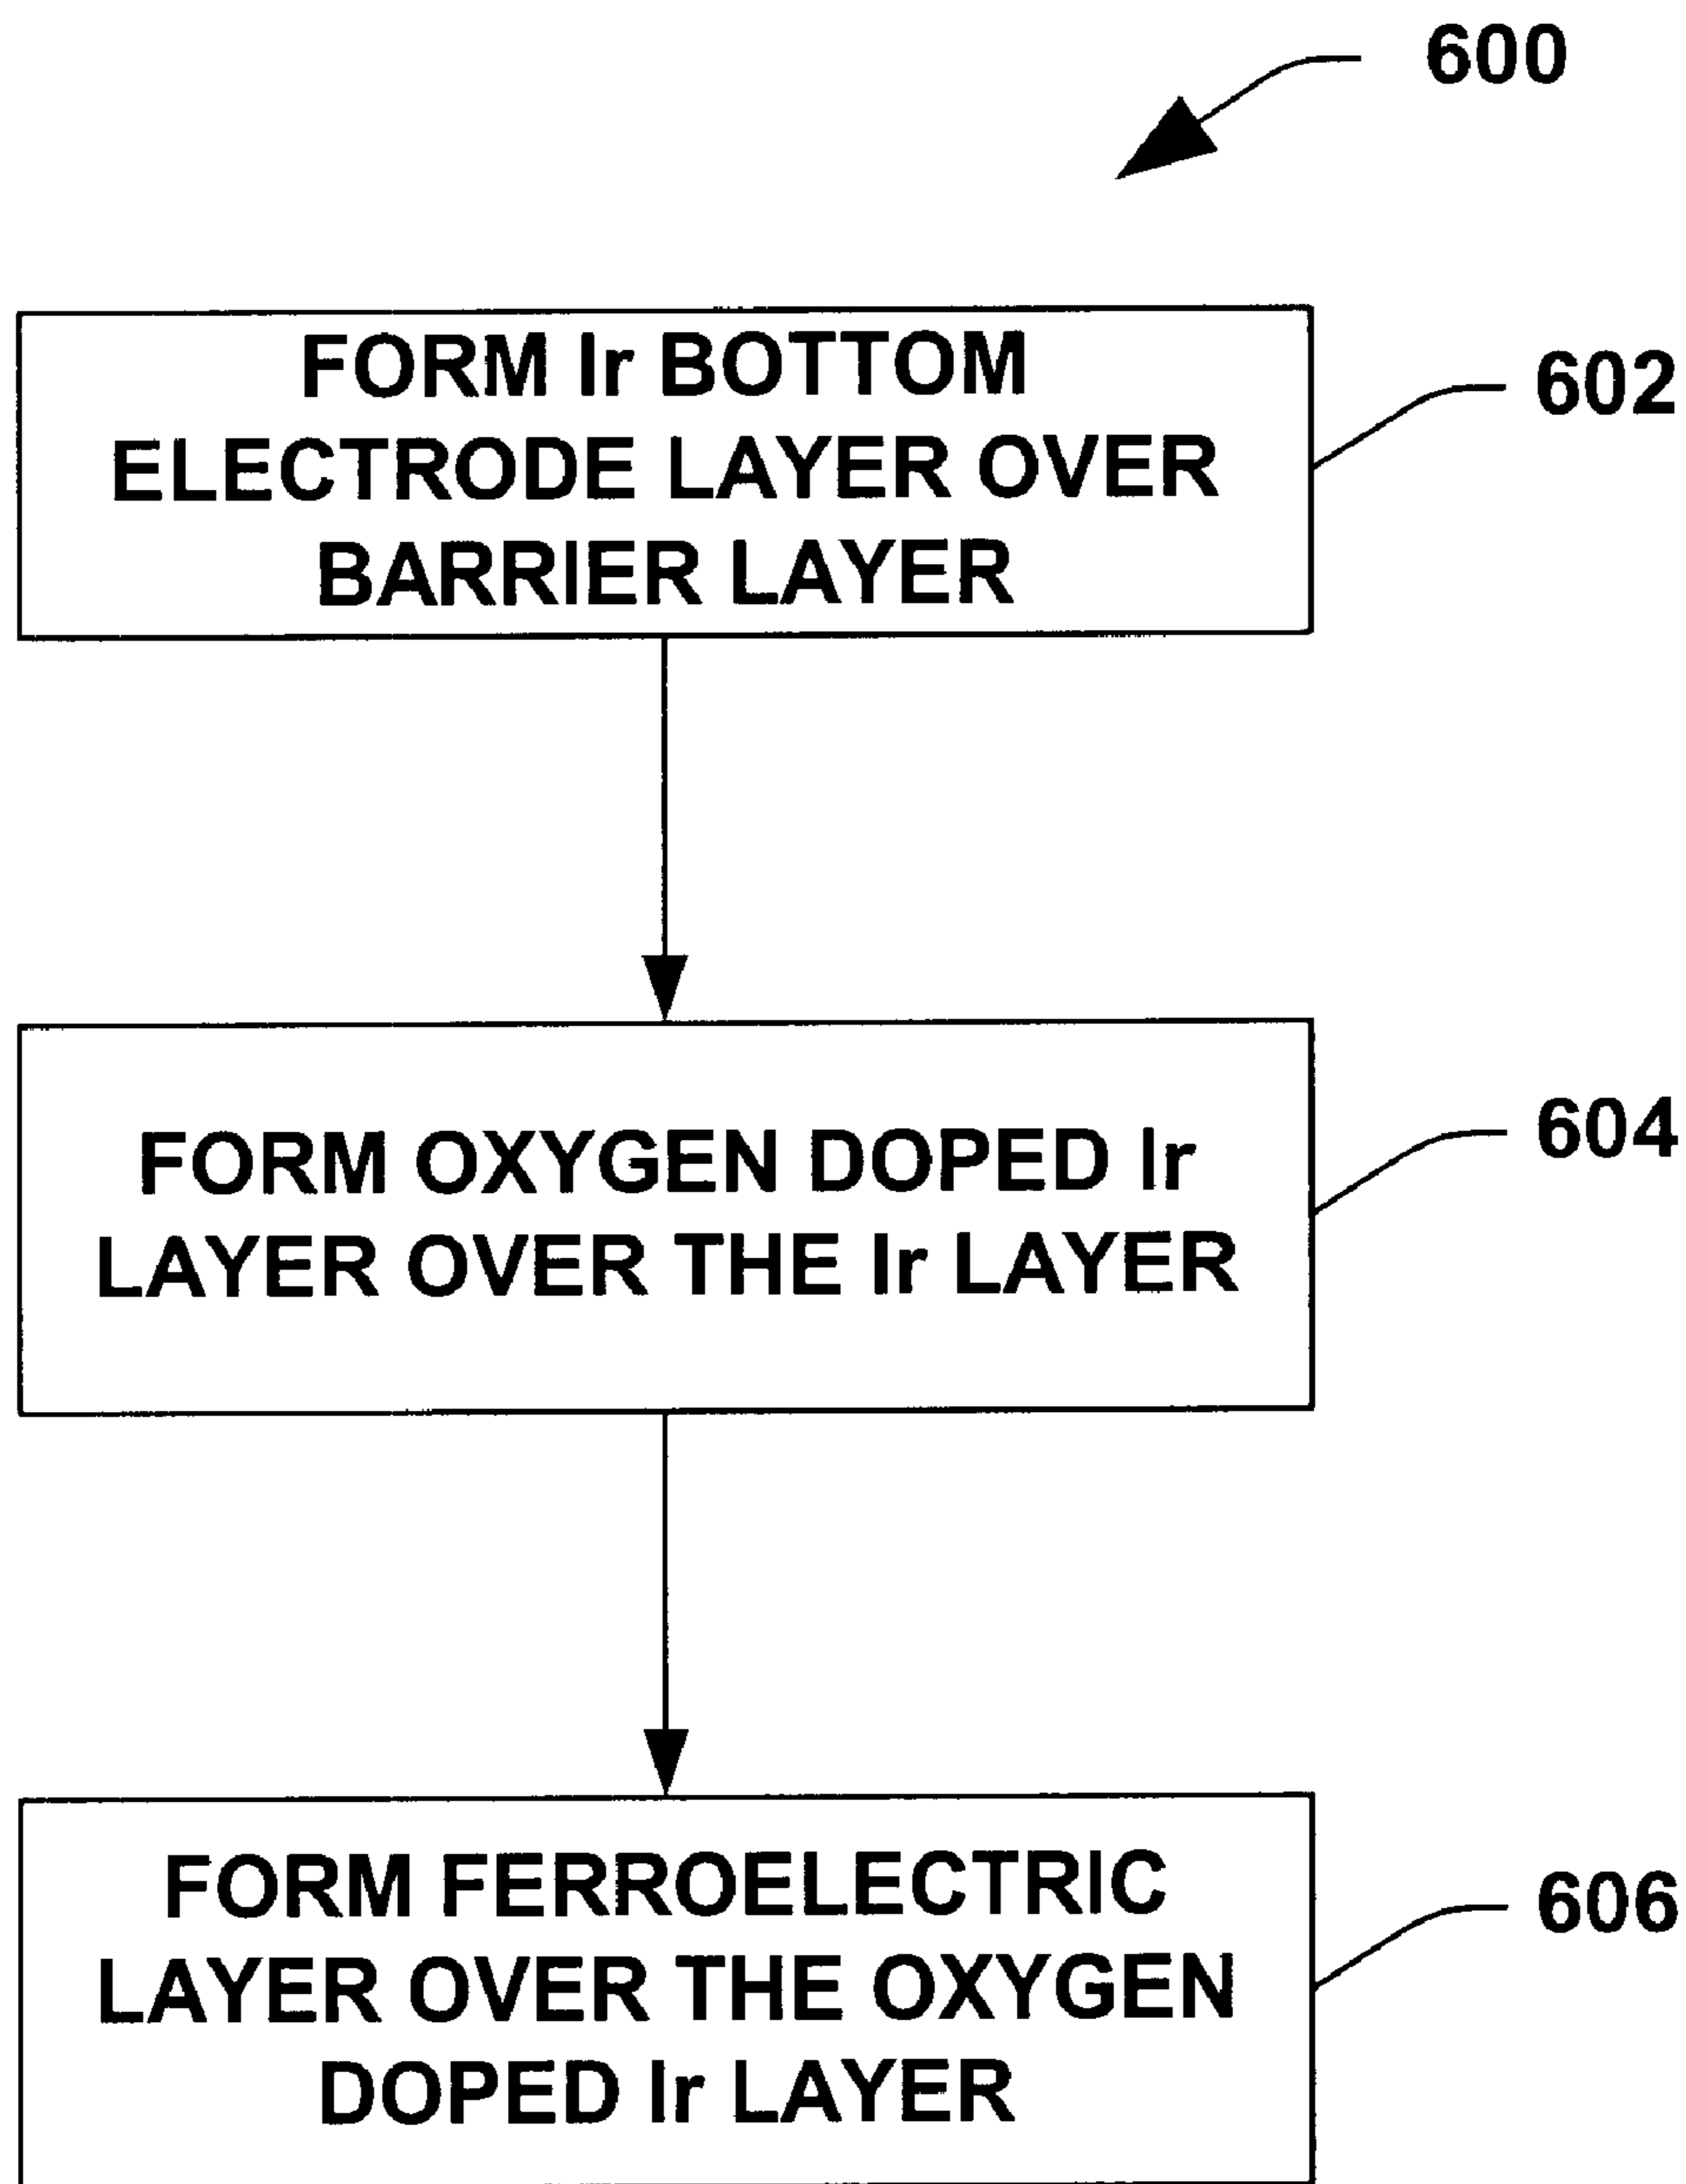 600
FORM Ir BOTTOM
ELECTRODE LAYER OVER
BARRIER LAYER
602
FORM OXYGEN DOPED Ir
LAYER OVER THE Ir LAYER
604
FORM FERROELECTRIC
LAYER OVER THE OXYGEN
DOPED Ir LAYER
606